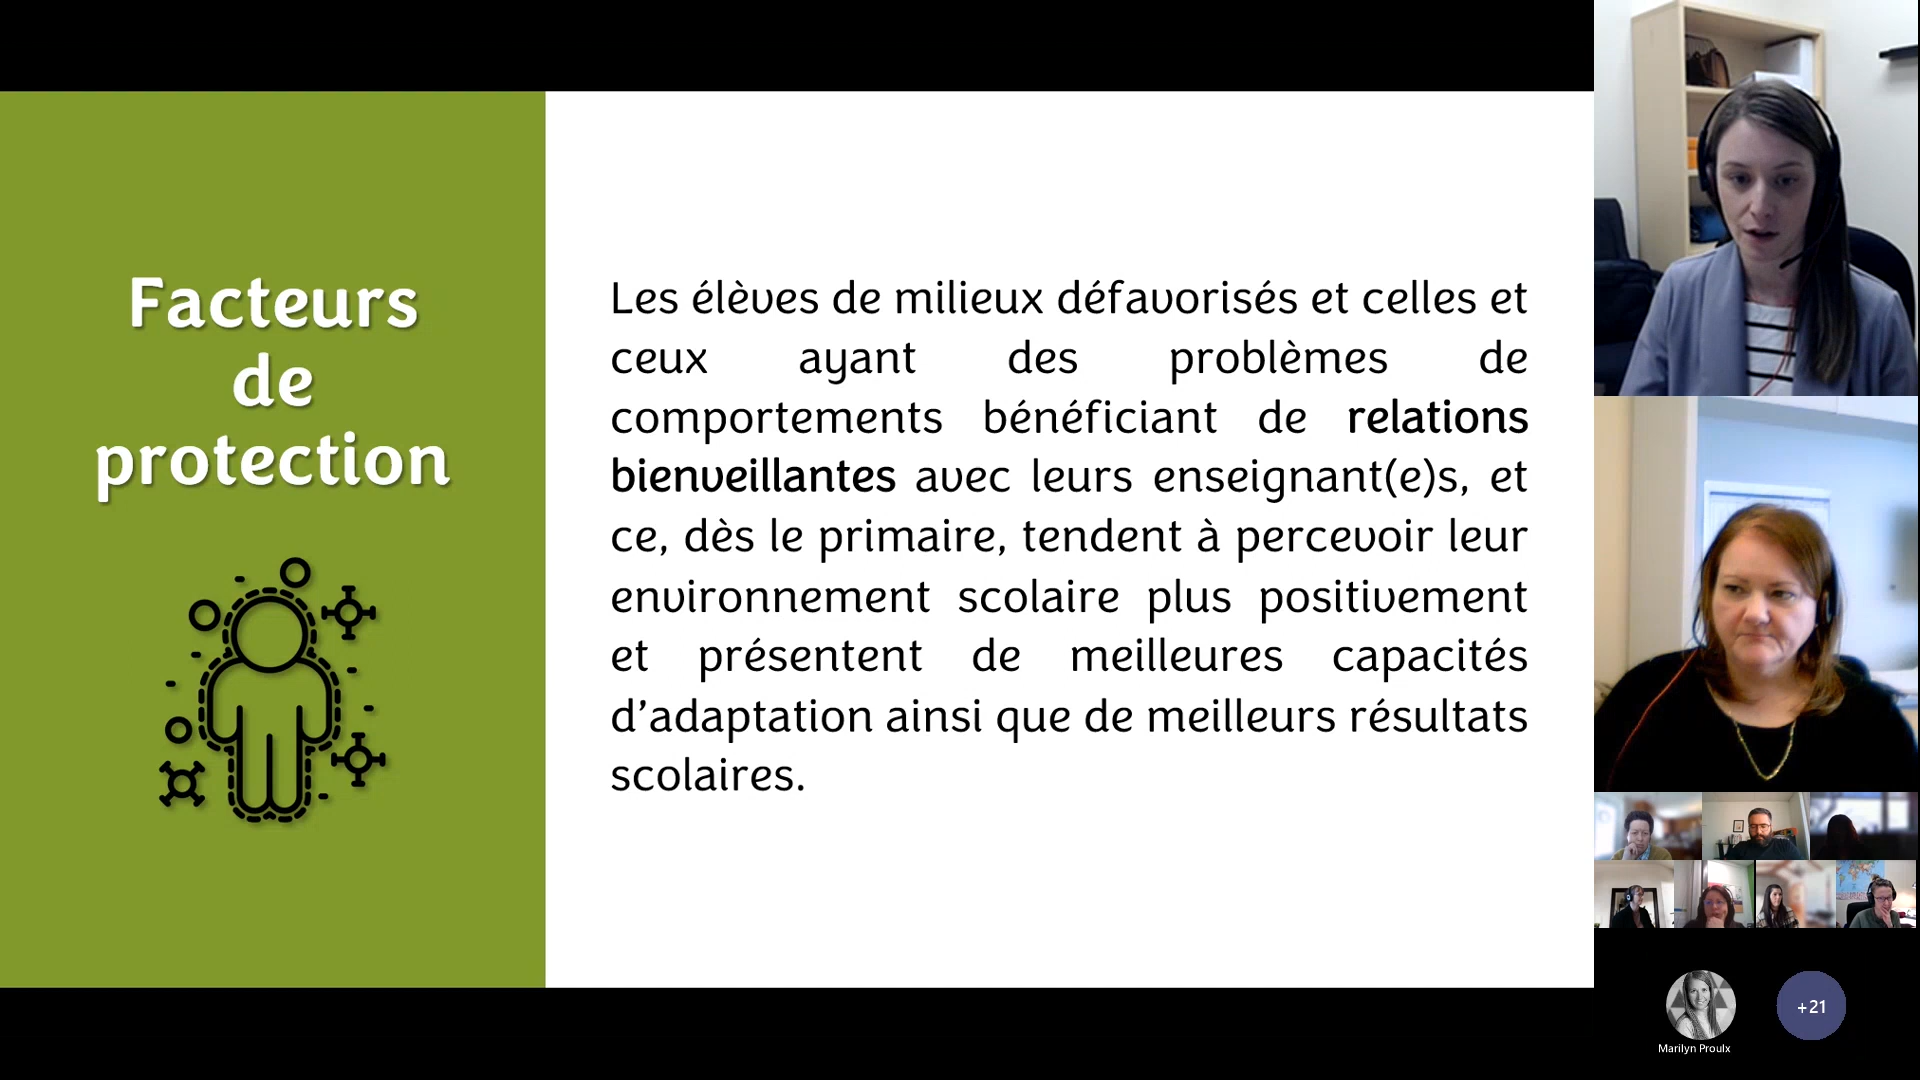 Facteurs
de
protection
Les élèves de milieux défavorisés et celles et
ceux ayant des problèmes de
comportements bénéficiant de relations
bienveillantes avec leurs enseignant(e)s, et
ce, dès le primaire, tendent à percevoir leur
environnement scolaire plus positivement
et présentent de meilleures capacités
d’adaptation ainsi que de meilleurs résultats
scolaires.
+21
Marilyn Proulx